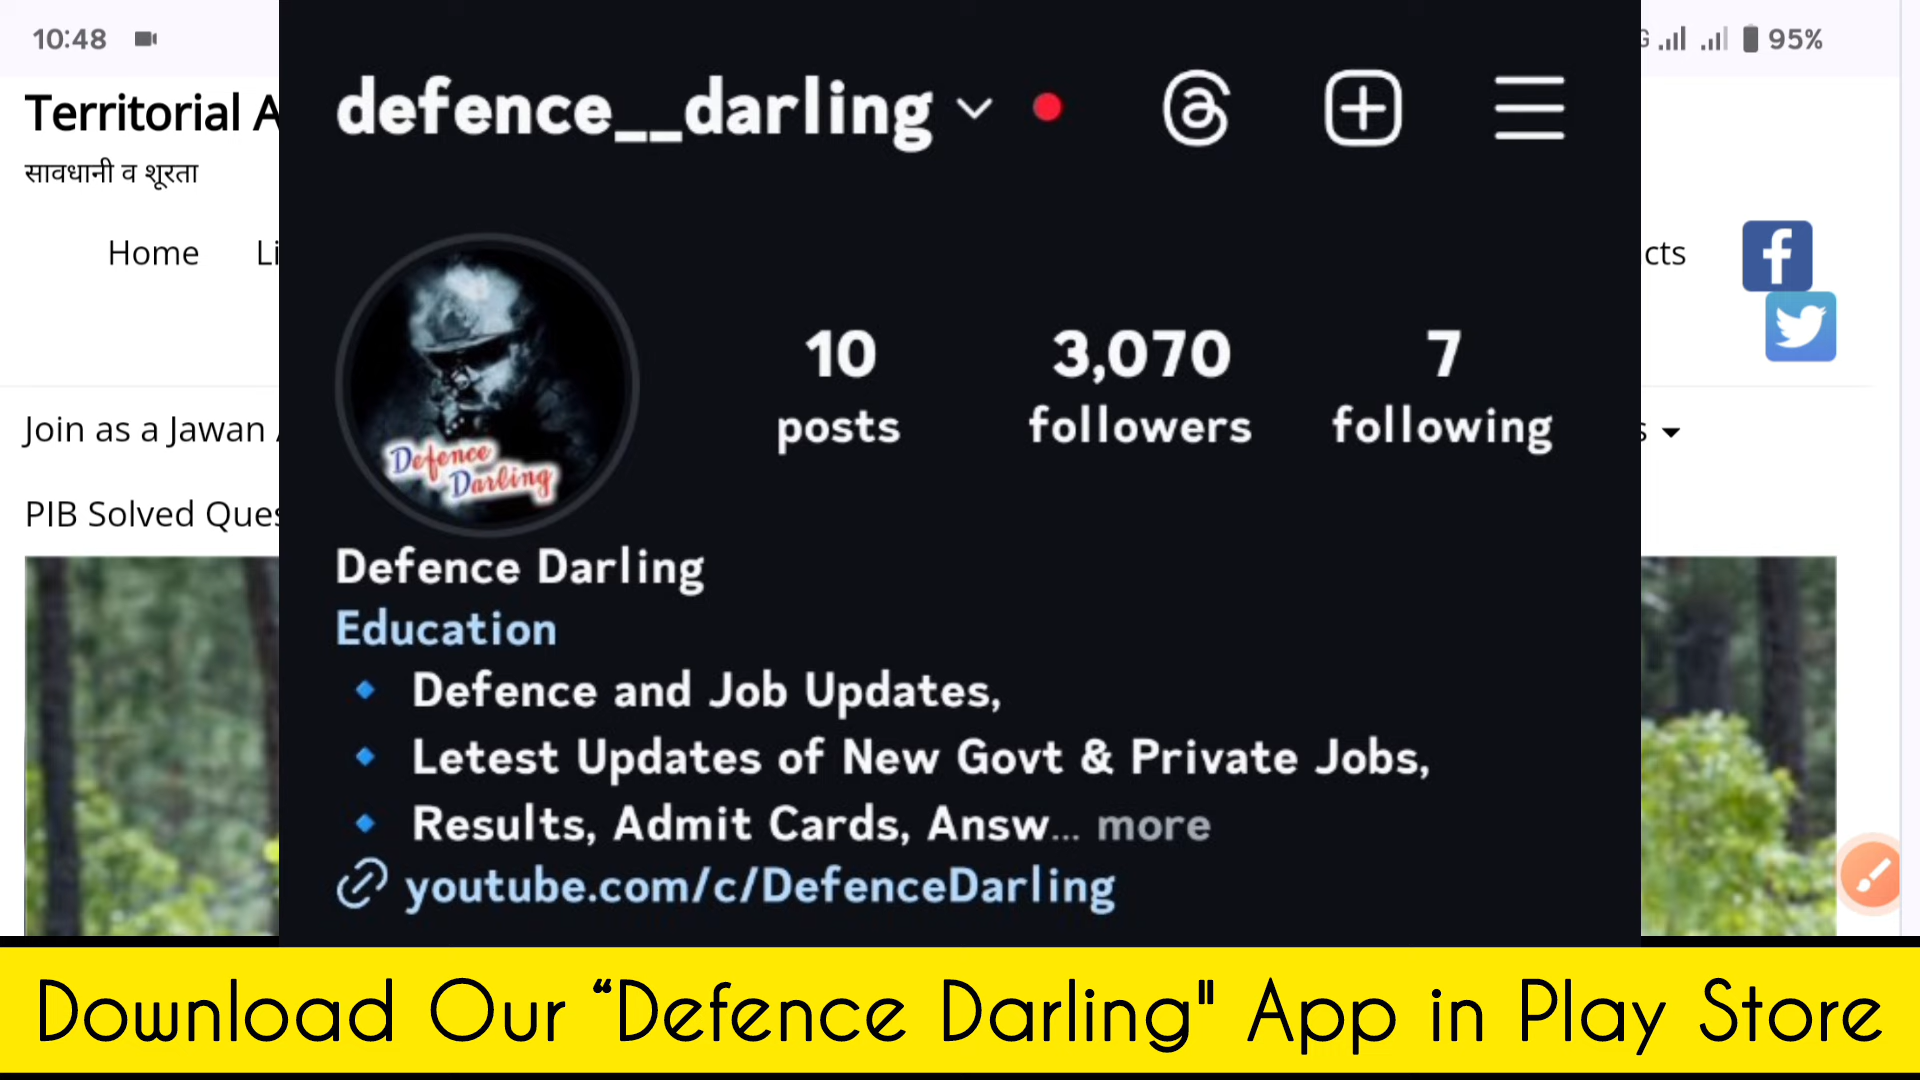 10:48
95%
Territorial A
सावधानी व शूरता
Home
Li
cts
Join as a Jawan
s
PIB Solved Ques
defence__darling
10
posts
3,070
followers
7
following
Defence
Darling
Defence Darling
Education
Defence and Job Updates,
Letest Updates of New Govt & Private Jobs,
Results, Admit Cards, Answ... more
youtube.com/c/DefenceDarling
Download Our “Defence Darling" App in Play Store